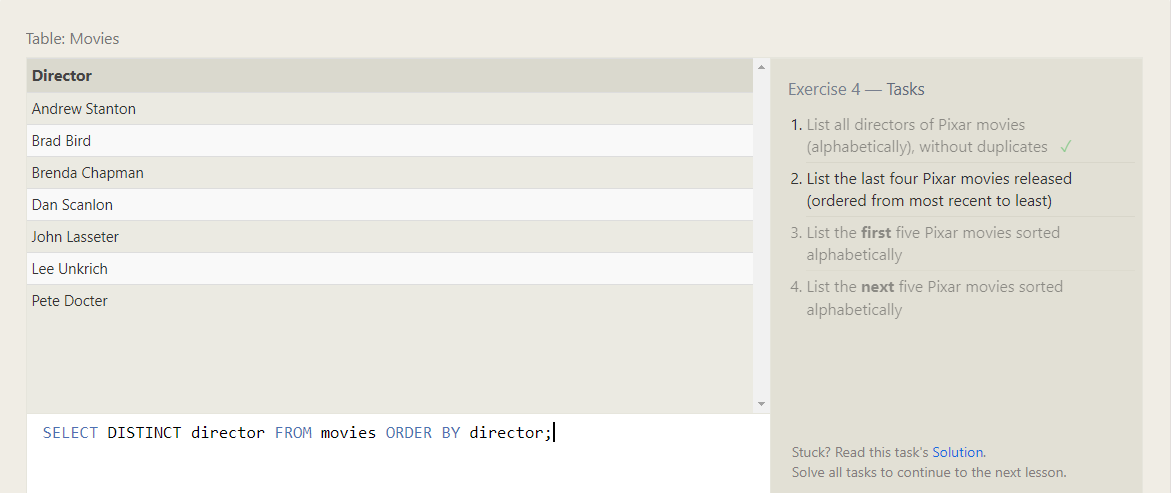 Table: Movies
Director
Andrew Stanton
Brad Bird
Brenda Chapman
Dan Scanlon
John Lasseter
Lee Unkrich
Pete Docter
SELECT DISTINCT director FROM movies ORDER BY director;
Exercise 4 — Tasks
1. List all directors of Pixar movies
(alphabetically), without duplicates ✓
2. List the last four Pixar movies released
(ordered from most recent to least)
3. List the first five Pixar movies sorted
alphabetically
4. List the next five Pixar movies sorted
alphabetically
Stuck? Read this task's Solution.
Solve all tasks to continue to the next lesson.